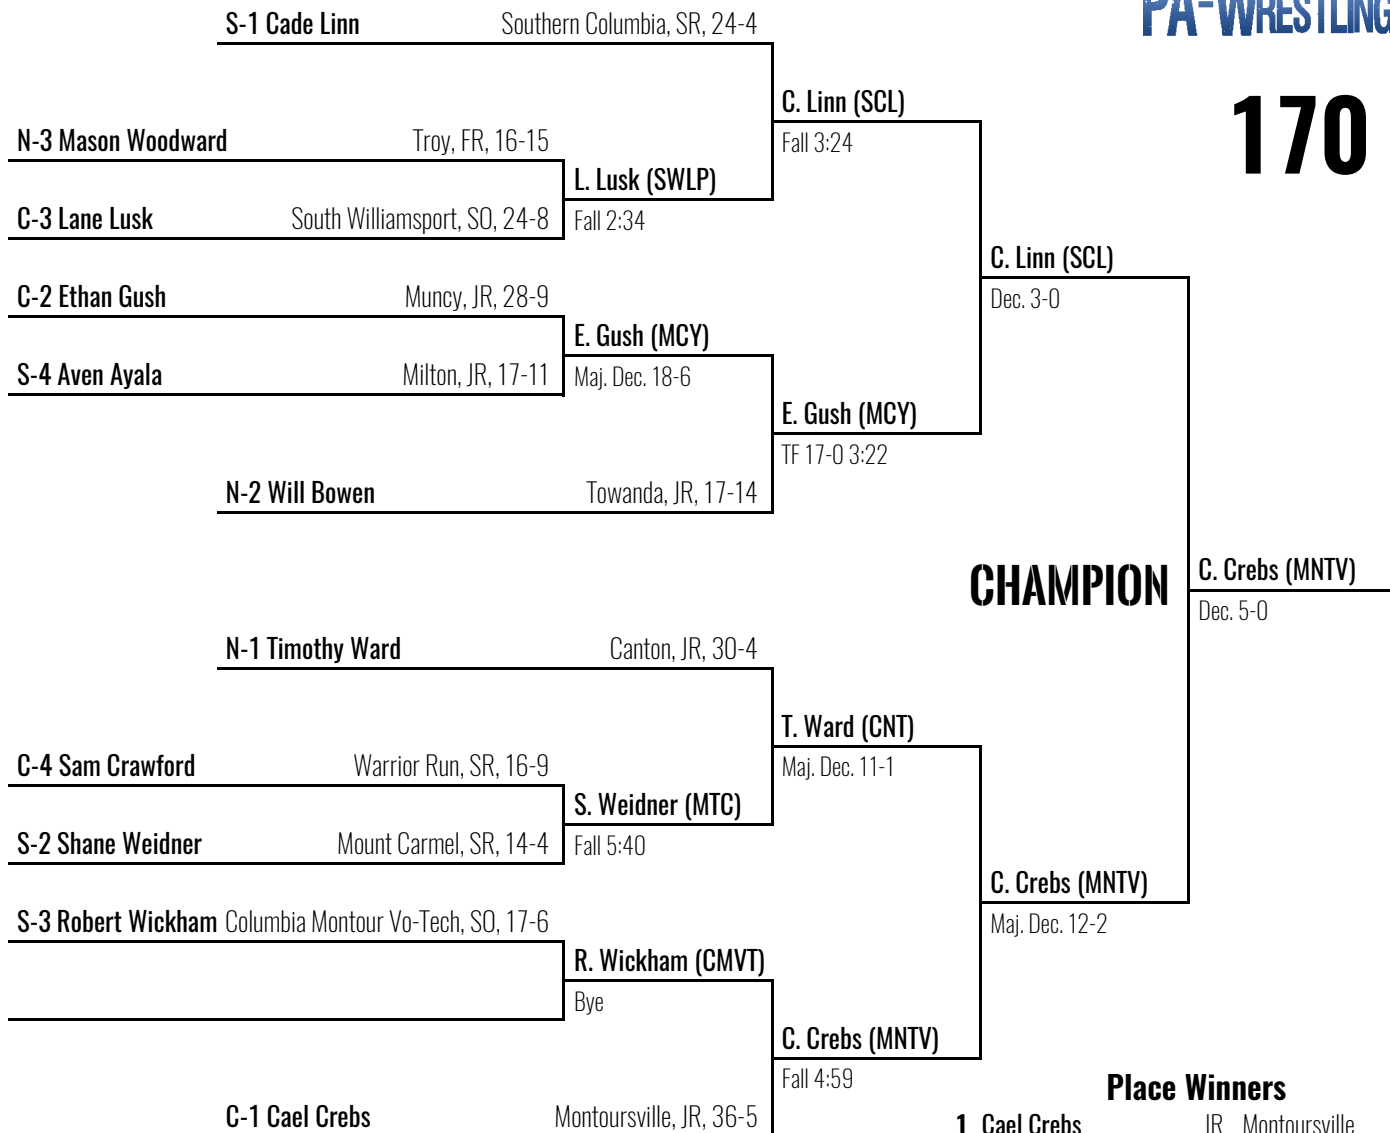 PA-WRESTLING
170
S-1 Cade Linn Southern Columbia, SR, 24-4
C. Linn (SCL)
Fall 3:24
N-3 Mason Woodward Troy, FR, 16-15
L. Lusk (SWLP)
Fall 2:34
C-3 Lane Lusk South Williamsport, SO, 24-8
C. Linn (SCL)
Dec. 3-0
C-2 Ethan Gush Muncy, JR, 28-9
E. Gush (MCY)
Maj. Dec. 18-6
S-4 Aven Ayala Milton, JR, 17-11
E. Gush (MCY)
TF 17-0 3:22
N-2 Will Bowen Towanda, JR, 17-14
CHAMPION
C. Crebs (MNTV)
Dec. 5-0
N-1 Timothy Ward Canton, JR, 30-4
T. Ward (CNT)
Maj. Dec. 11-1
C-4 Sam Crawford Warrior Run, SR, 16-9
S. Weidner (MTC)
Fall 5:40
S-2 Shane Weidner Mount Carmel, SR, 14-4
C. Crebs (MNTV)
Maj. Dec. 12-2
S-3 Robert Wickham Columbia Montour Vo-Tech, SO, 17-6
R. Wickham (CMVT)
Bye
C. Crebs (MNTV)
Fall 4:59
C-1 Cael Crebs Montoursville, JR, 36-5
Place Winners
1 Cael Crebs JR Montoursville